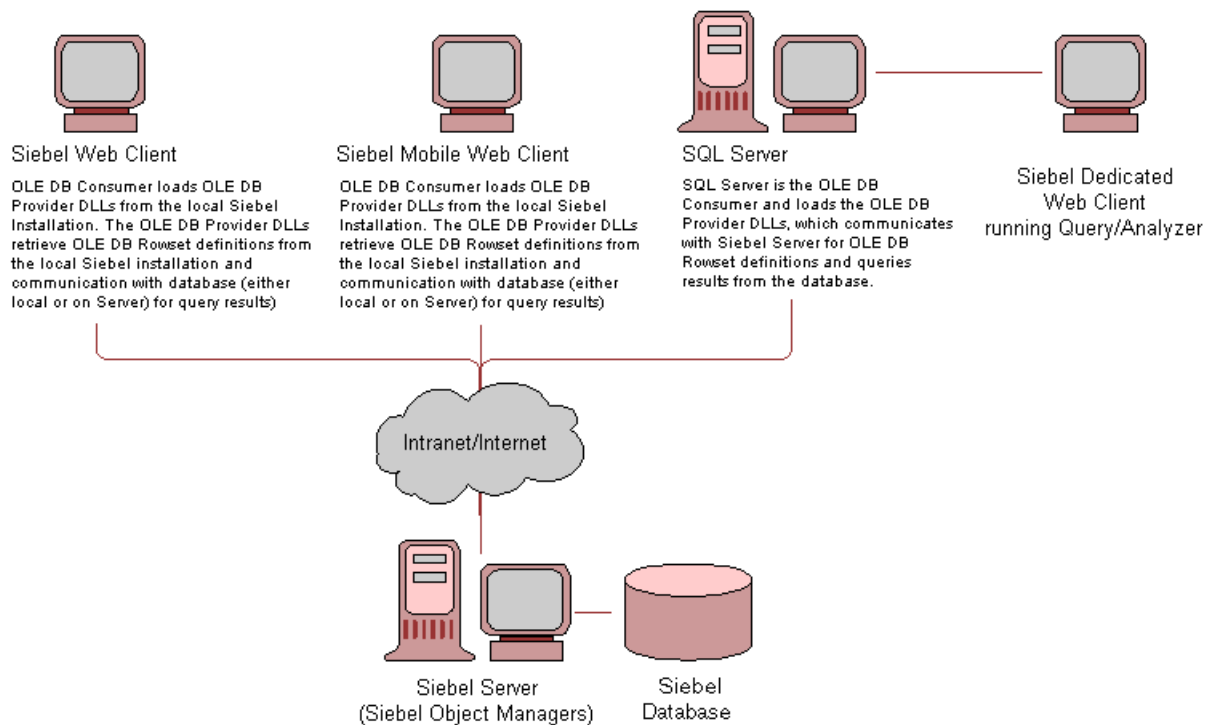 Siebel Web Client
OLE DB Consumer loads OLE DB
Provider DLLs from the local Siebel
Installation. The OLE DB Provider DLLs
retrieve OLE DB Rowset definitions from
the local Siebel installation and
communication with database (either
local or on Server) for query results)
Siebel Mobile Web Client
OLE DB Consumer loads OLE DB
Provider DLLs from the local Siebel
Installation. The OLE DB Provider DLLs
retrieve OLE DB Rowset definitions from
the local Siebel installation and
communication with database (either
local or on Server) for query results)
SQL Server
SQL Server is the OLE DB
Consumer and loads the OLE DB
Provider DLLs, which communicates
with Siebel Server for OLE DB
Rowset definitions and queries
results from the database.
Siebel Dedicated
Web Client
running Query/Analyzer
Intranet/Internet
Siebel Server
(Siebel Object Managers)
Siebel
Database